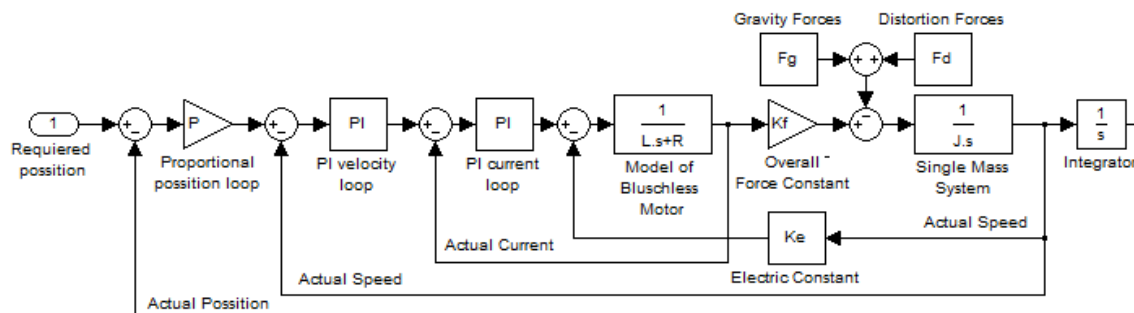 Gravity Forces
Distortion Forces
Fg
+ +
Fd
1
+
−
P
+
−
PI
+
−
PI
+
−
1
L.s+R
Kf
−
+
1
J.s
1
s
Requiered
possition
Proportional
possition loop
PI velocity
loop
PI current
loop
Model of
Bluschless
Motor
Overall -
Force Constant
Single Mass
System
Integrator
Actual Speed
Ke
Actual Current
Electric Constant
Actual Speed
Actual Possition